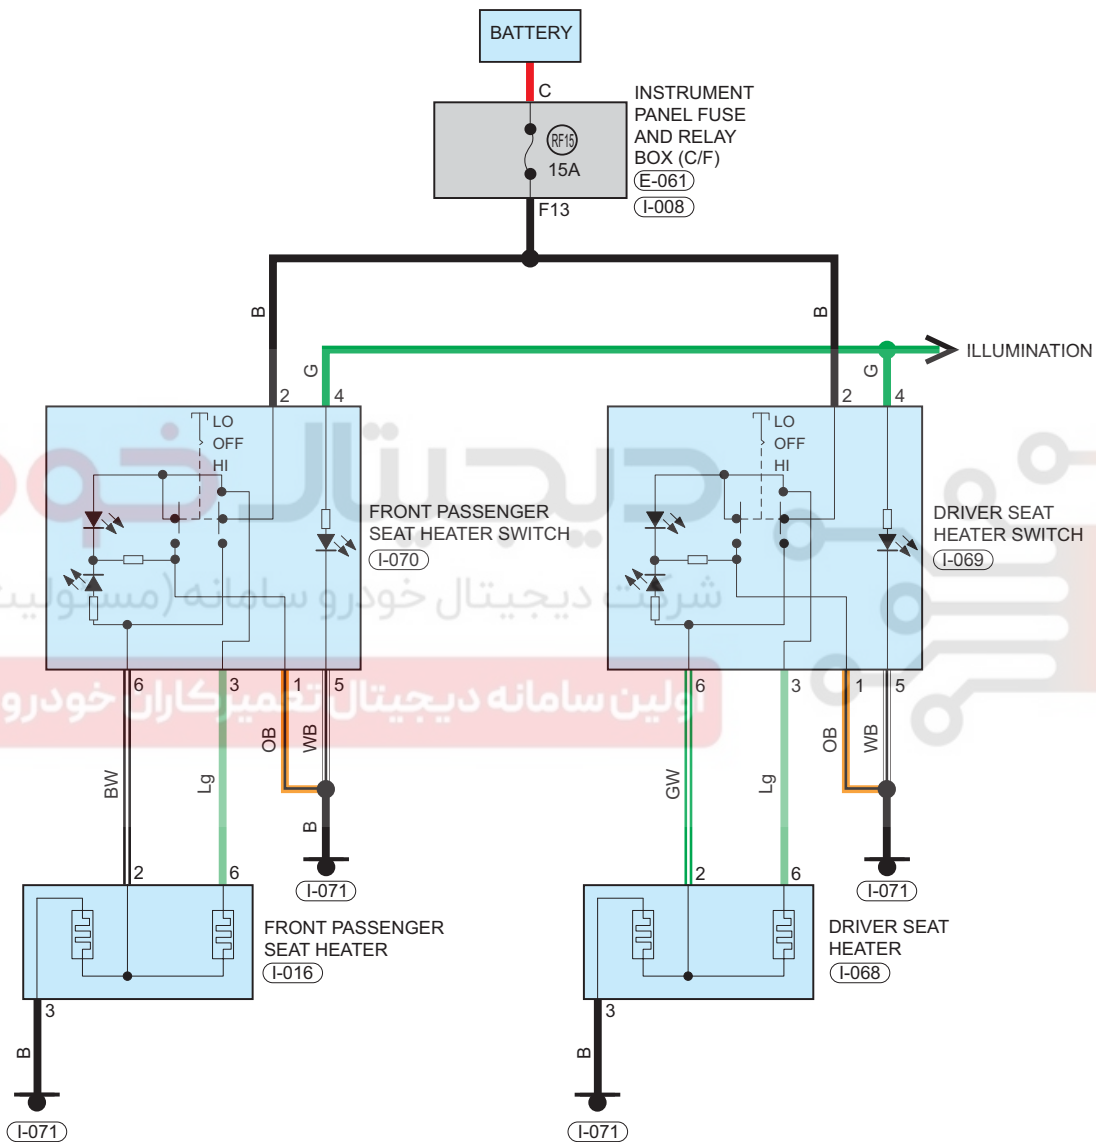 BATTERY
C
INSTRUMENT
PANEL FUSE
AND RELAY
BOX (C/F)
E-061
I-008
RF15
15A
F13
B
B
G
G
ILLUMINATION
2
4
2
4
LO
OFF
HI
LO
OFF
HI
FRONT PASSENGER
SEAT HEATER SWITCH
I-070
DRIVER SEAT
HEATER SWITCH
I-069
دیجیتال خودرو
شرکت دیجیتال خودرو سامانه (مسئولیت
اولین سامانه دیجیتال تعمیرکاران خودرو
6
3
1
5
6
3
1
5
BW
Lg
OB
WB
GW
Lg
OB
WB
B
I-071
I-071
2
6
2
6
FRONT PASSENGER
SEAT HEATER
I-016
DRIVER SEAT
HEATER
I-068
3
3
B
B
I-071
I-071